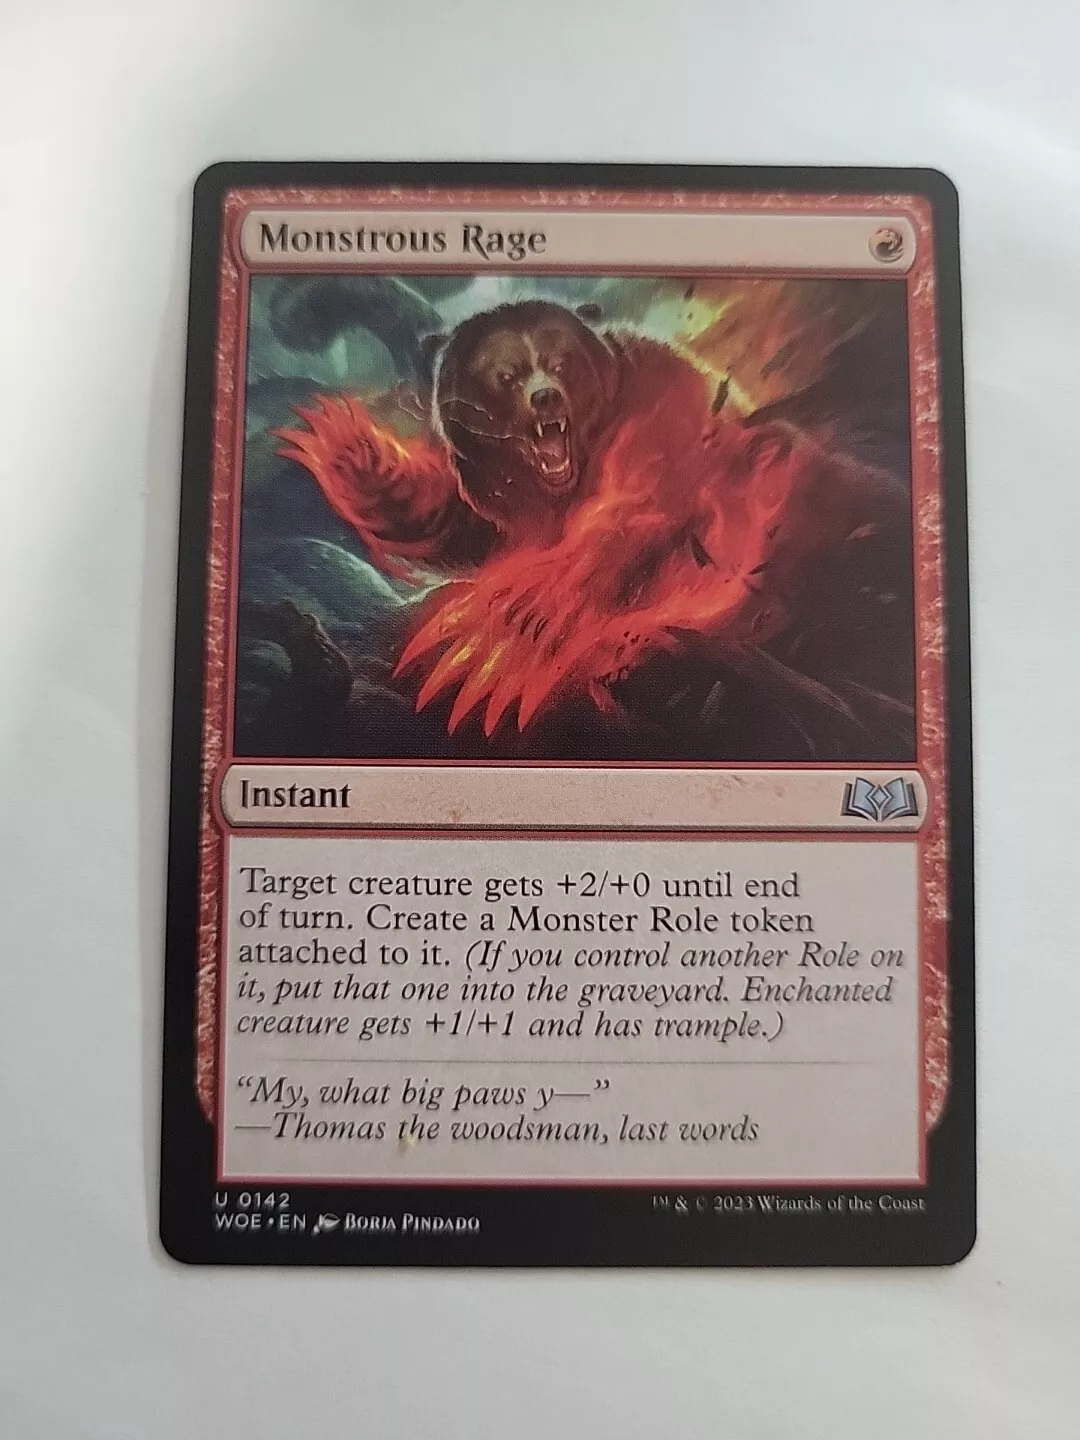 Monstrous Rage
Instant
Target creature gets +2/+0 until end
of turn. Create a Monster Role token
attached to it. (If you control another Role on
it, put that one into the graveyard. Enchanted
creature gets +1/+1 and has trample.)
“My, what big paws y—”
—Thomas the woodsman, last words
U 0142
WOE • EN BORJA PINDADO
™ & © 2023 Wizards of the Coast